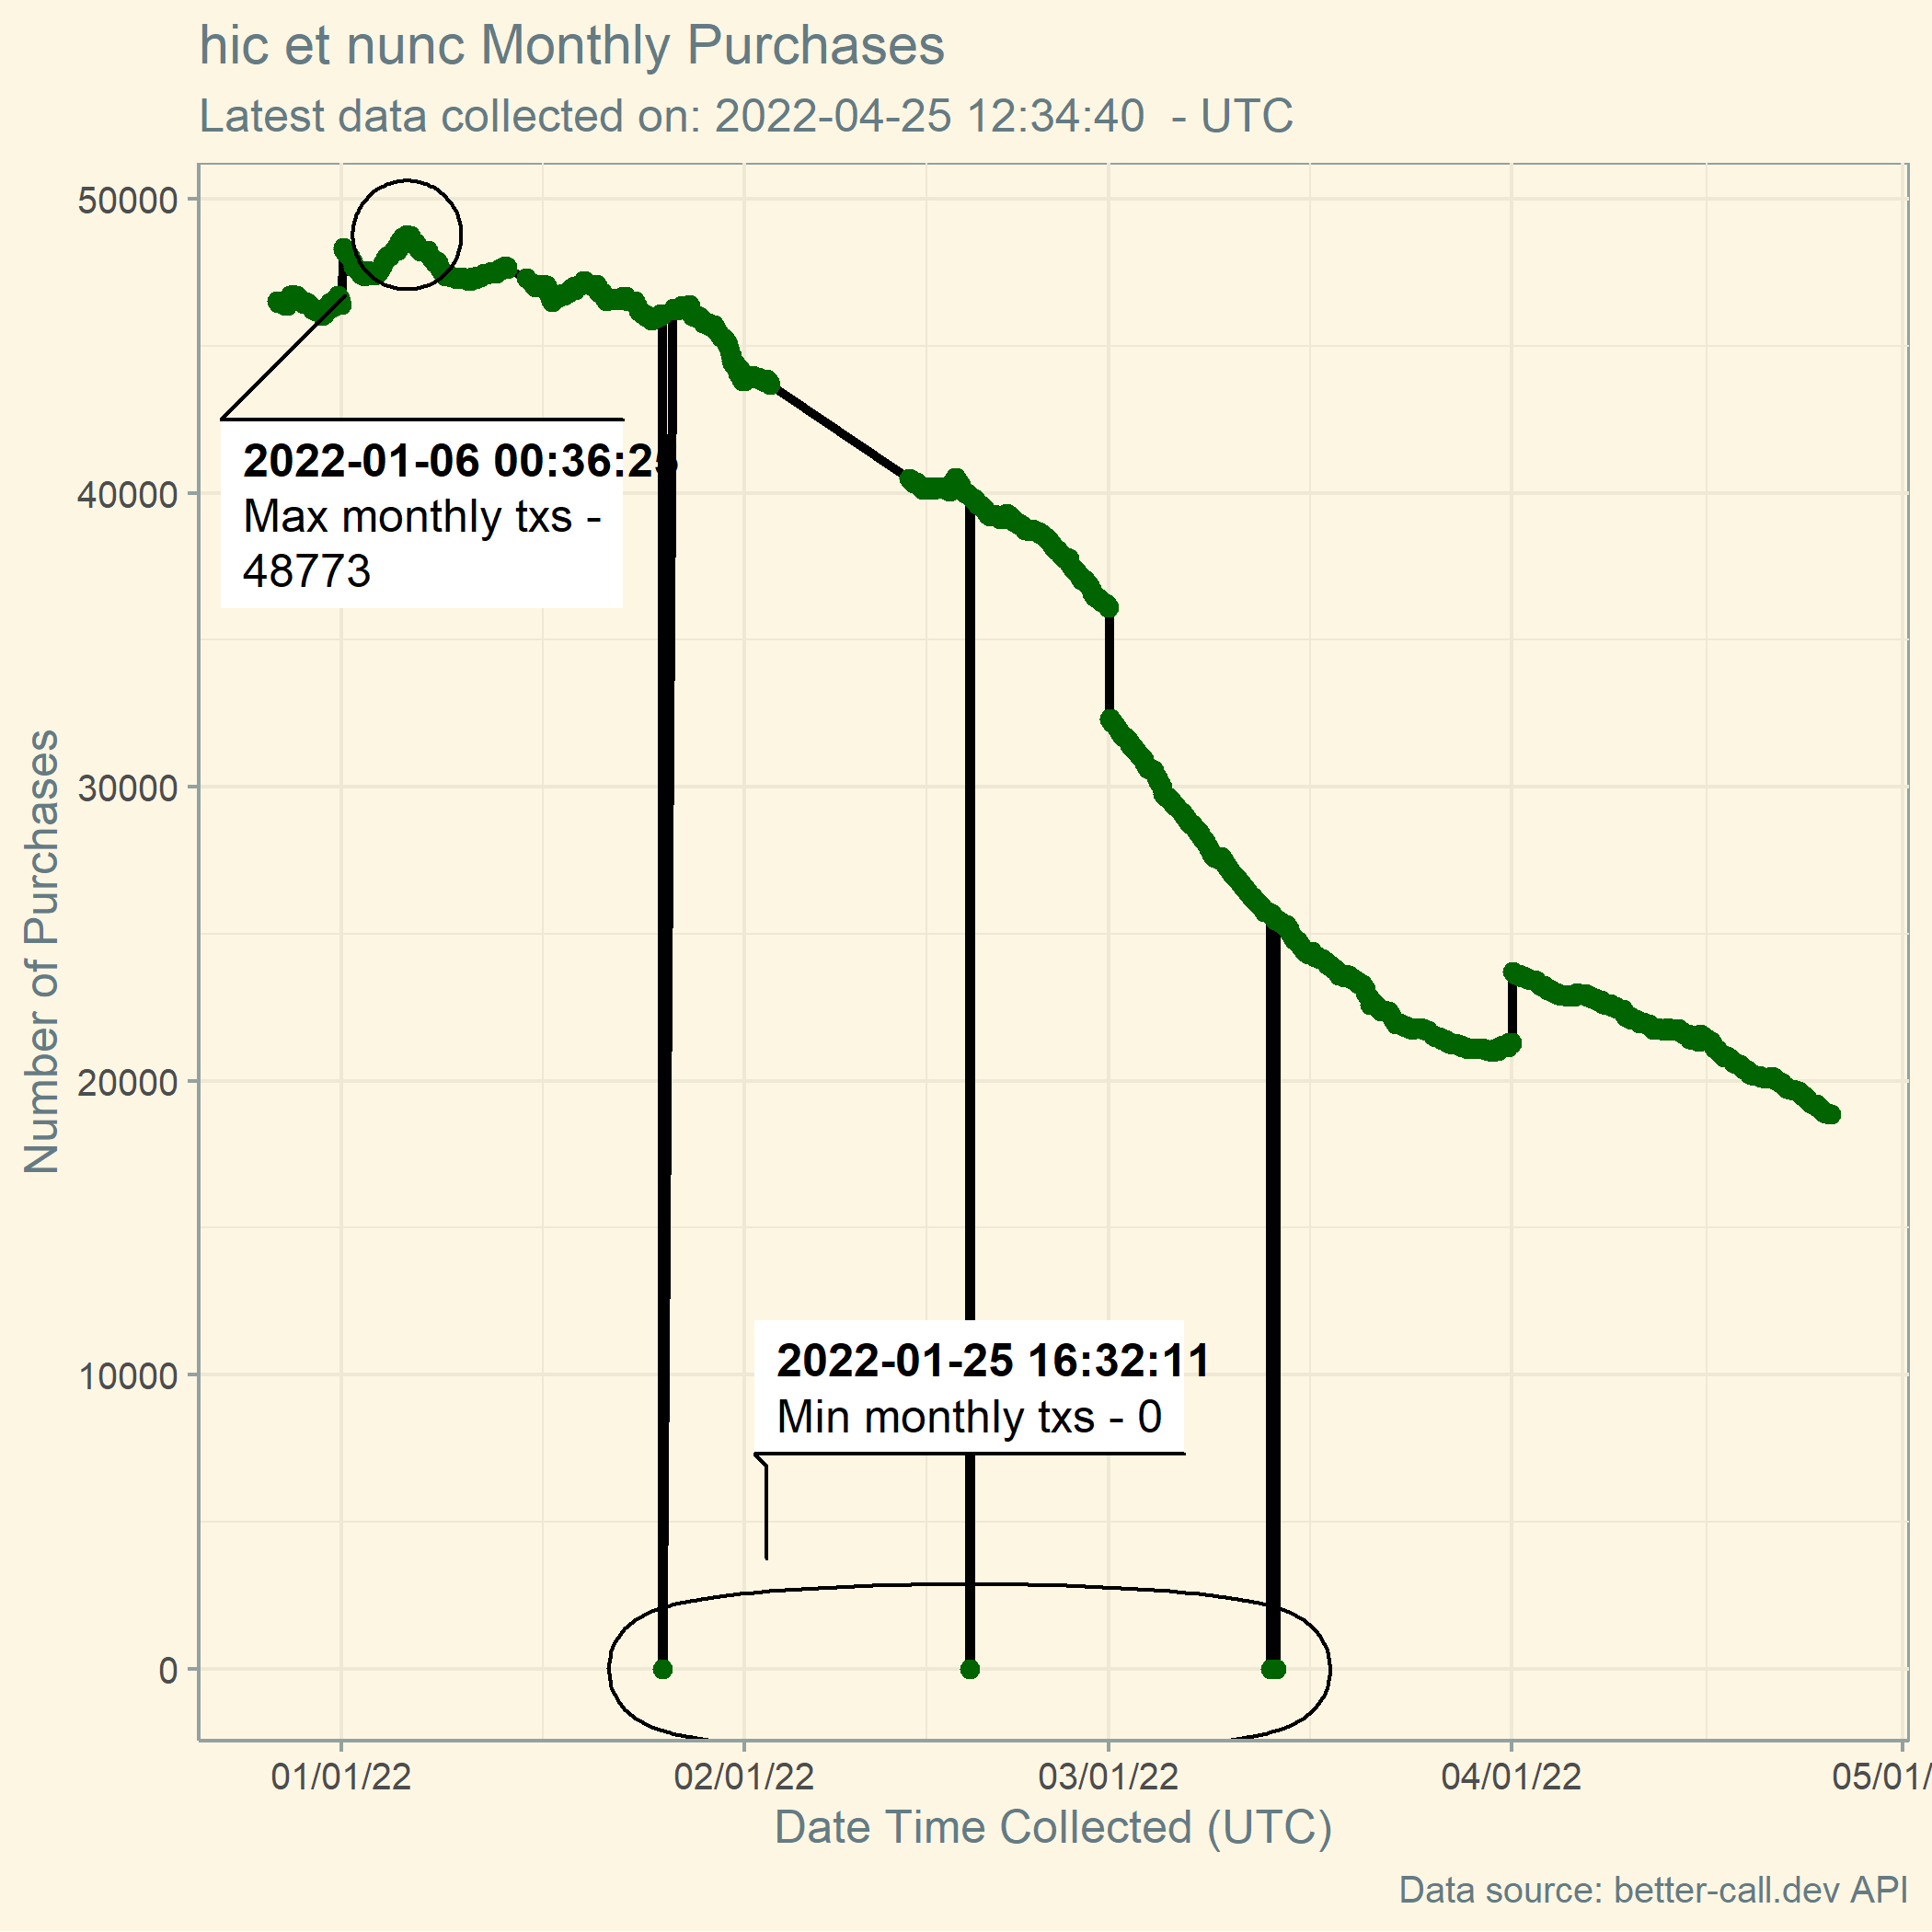 hic et nunc Monthly Purchases
Latest data collected on: 2022-04-25 12:34:40  - UTC
50000
40000
30000
20000
10000
0
Number of Purchases
2022-01-06 00:36:25
Max monthly txs -
48773
2022-01-25 16:32:11
Min monthly txs - 0
01/01/22
02/01/22
03/01/22
04/01/22
05/01/
Date Time Collected (UTC)
Data source: better-call.dev API